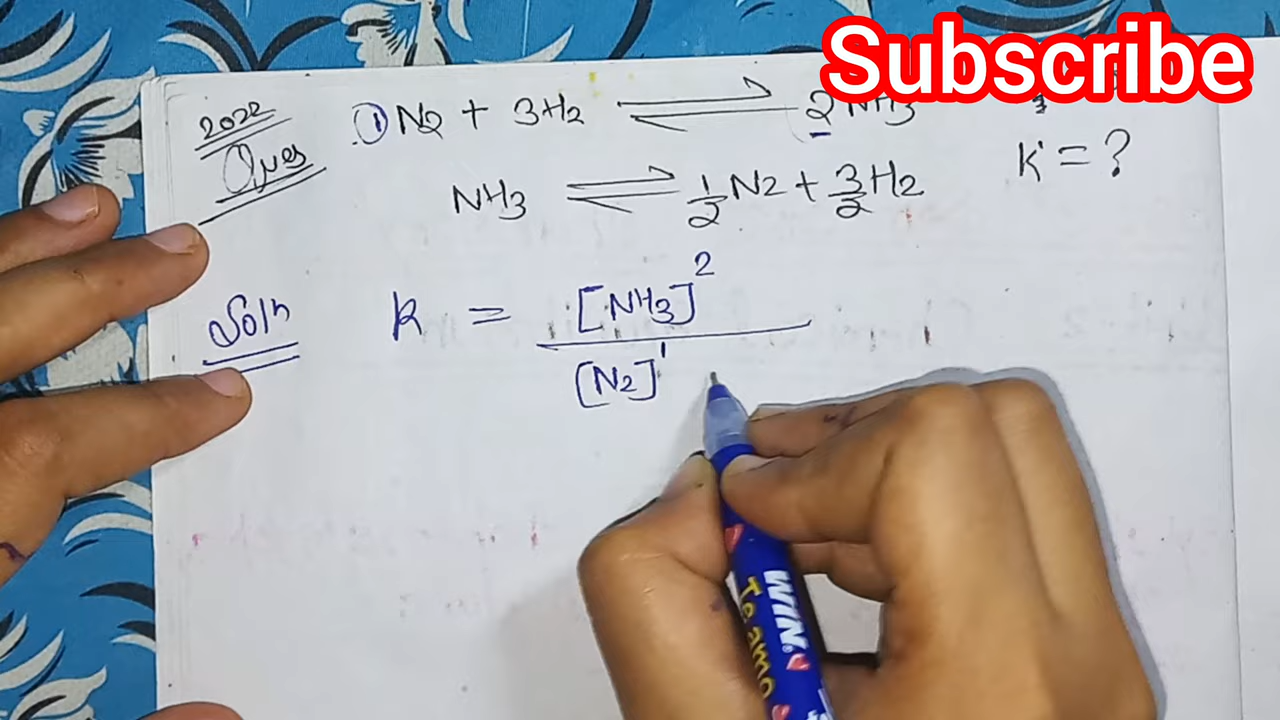 Subscribe
2022
Ques
① N2 + 3H2 ⇌ 2NH3
NH3 ⇌ 1/2 N2 + 3/2 H2
K' = ?
Soln
K = [NH3]^2
[N2]^1
WIN
Te amo